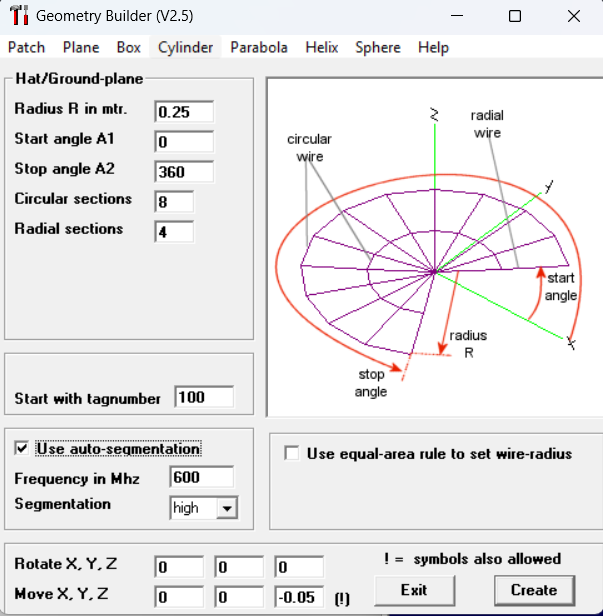 Geometry Builder (V2.5)
Patch Plane Box Cylinder Parabola Helix Sphere Help
Hat/Ground-plane
Radius R in mtr. 0.25
Start angle A1 0
Stop angle A2 360
Circular sections 8
Radial sections 4
Start with tagnumber 100
Use auto-segmentation
Frequency in Mhz 600
Segmentation high
circular
wire
Z
radial
wire
Y
start
angle
X
radius
R
stop
angle
Use equal-area rule to set wire-radius
Rotate X, Y, Z 0 0 0
Move X, Y, Z 0 0 -0.05 (!)
! = symbols also allowed
Exit Create